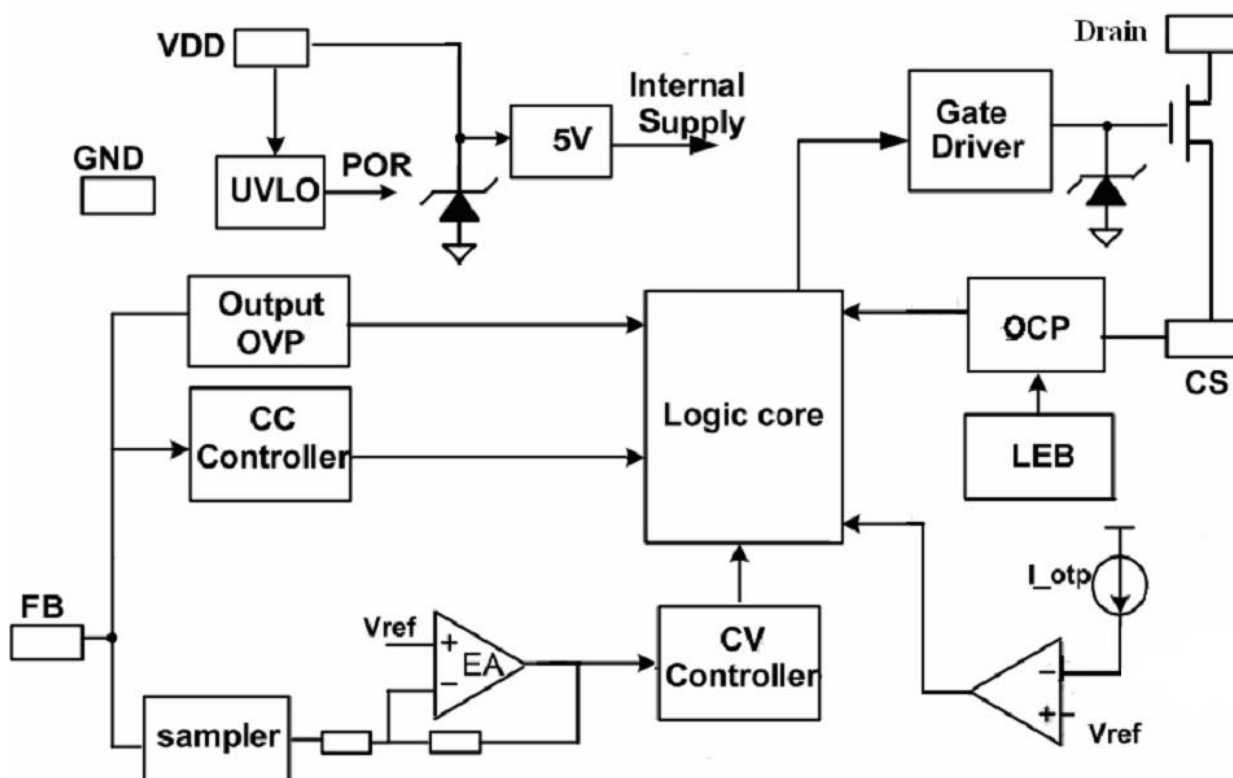 VDD
Drain
Internal
Supply
5V
Gate
Driver
GND
UVLO
POR
Output
OVP
OCP
CS
CC
Controller
Logic core
LEB
I_otp
FB
Vref
+
EA
-
CV
Controller
-
+
Vref
sampler